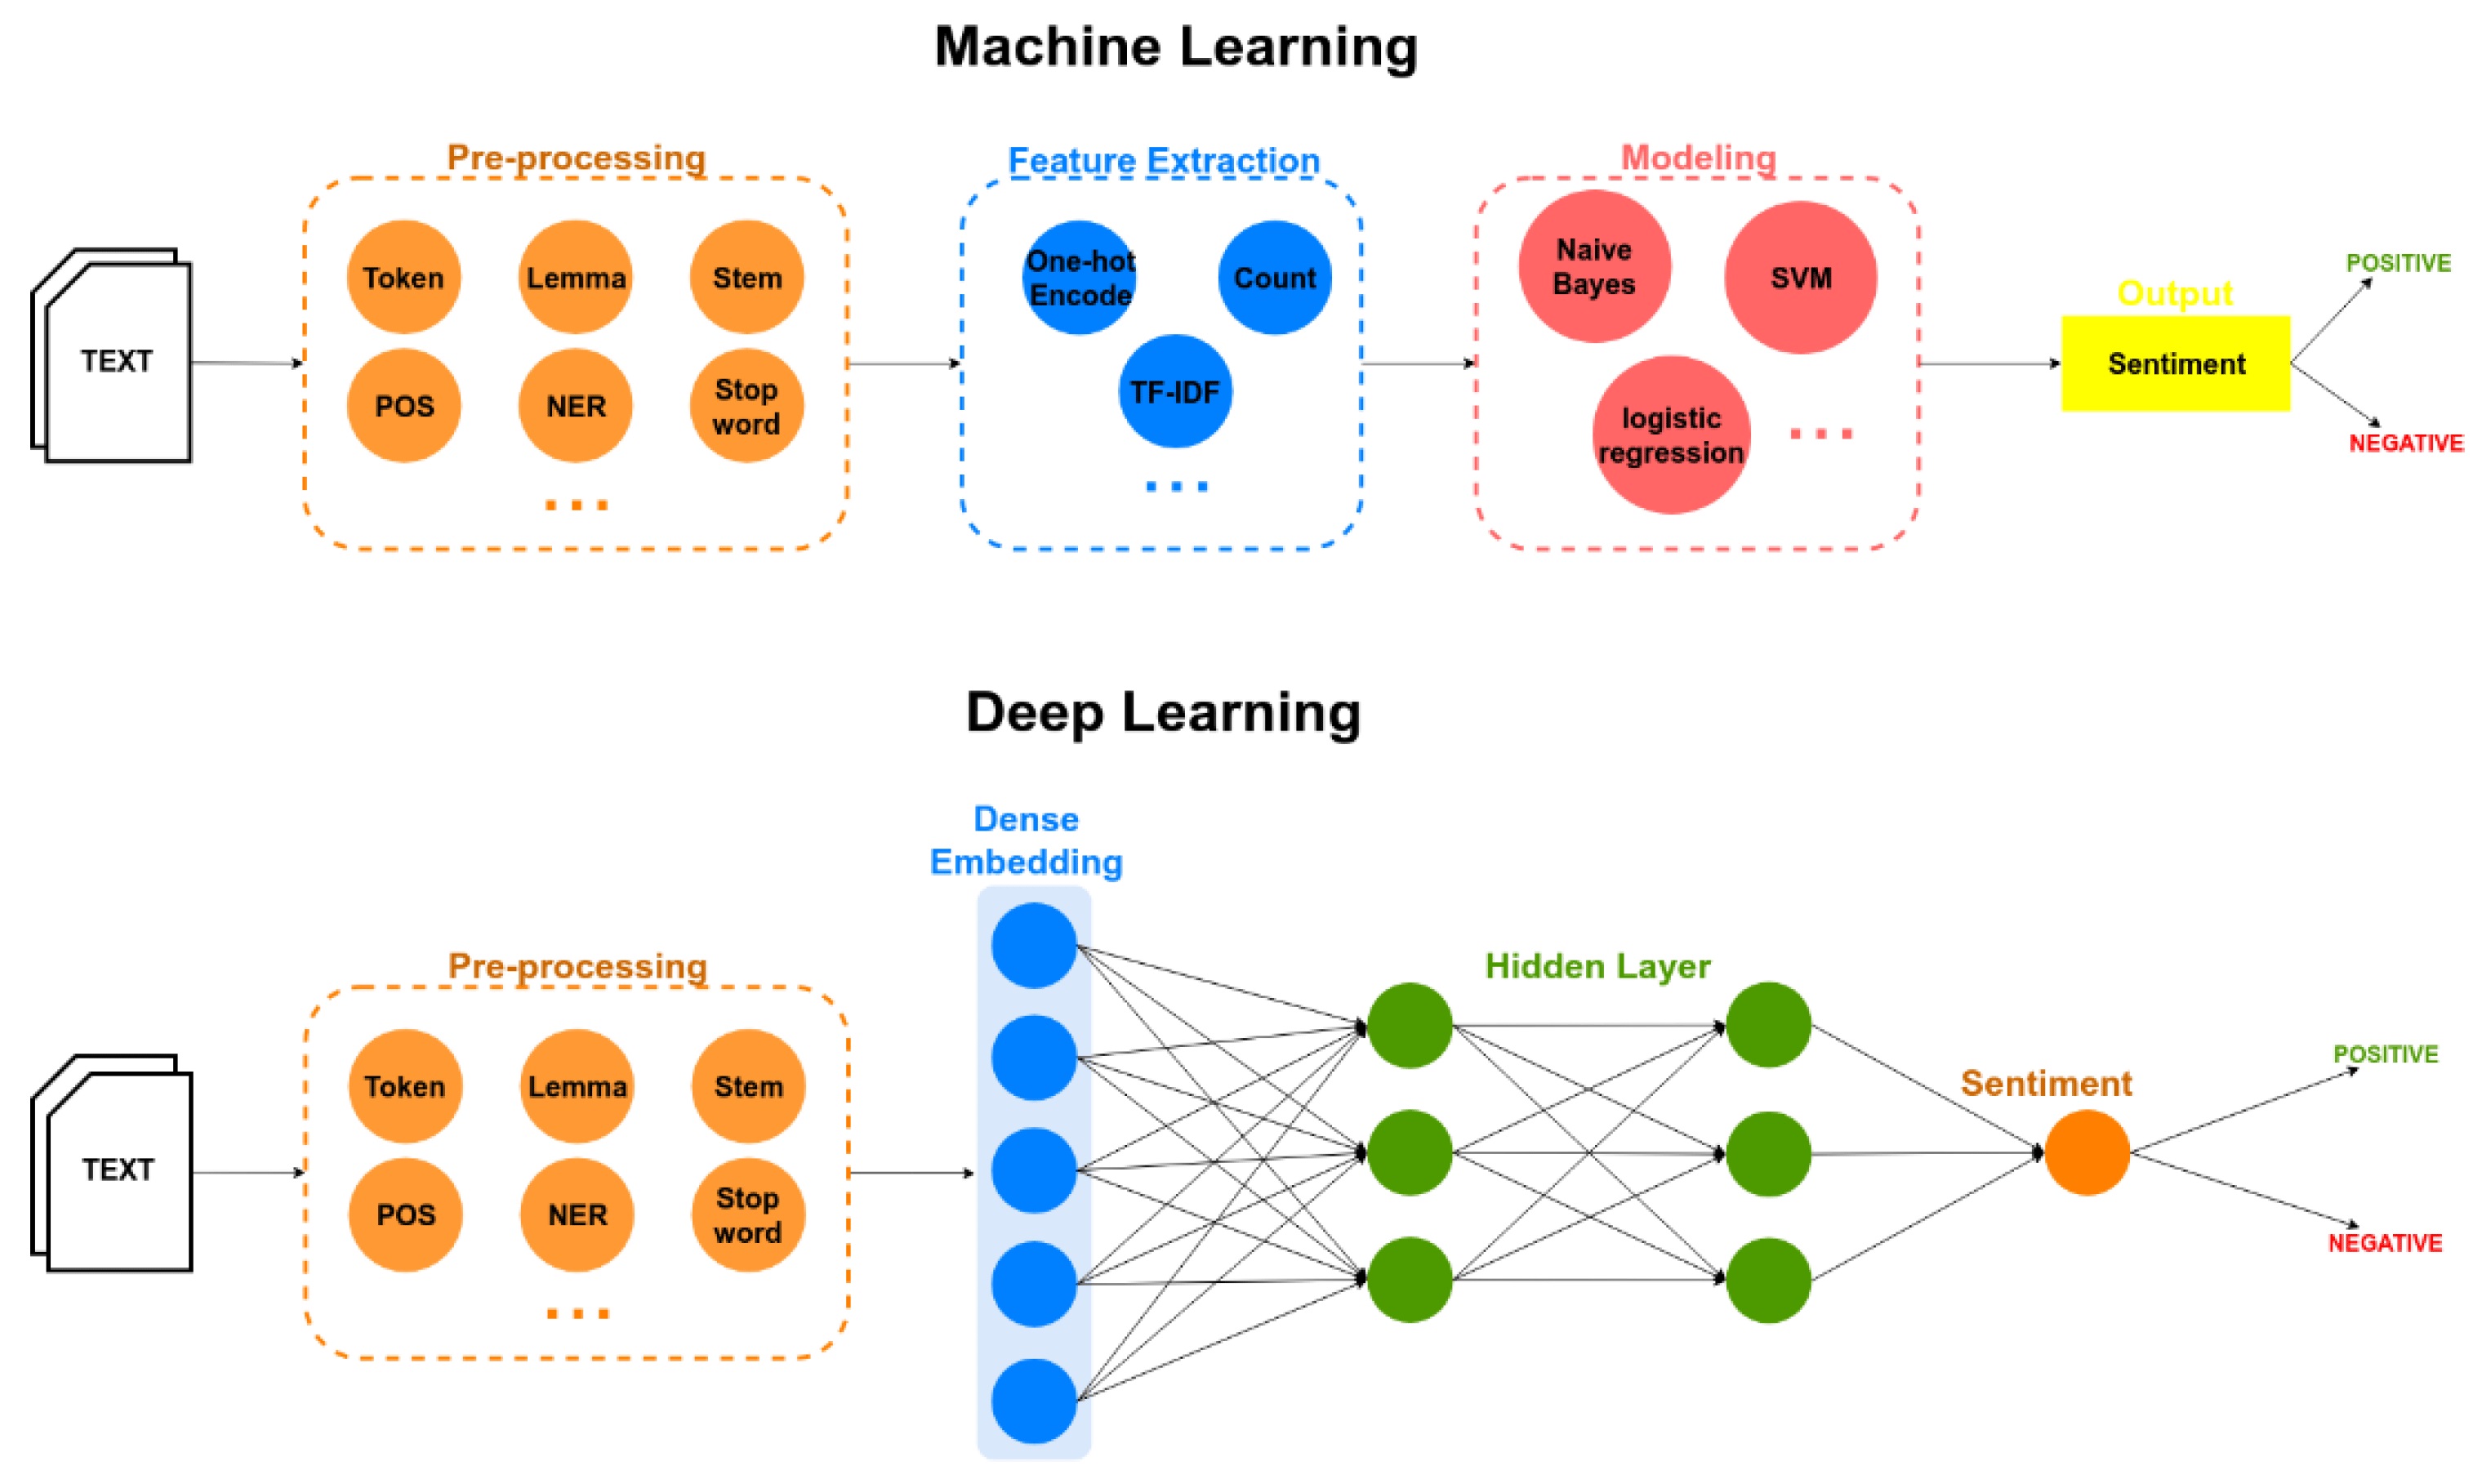 Machine Learning
Pre-processing
Feature Extraction
Modeling
TEXT
Token
Lemma
Stem
POS
NER
Stop
word
...
One-hot
Encode
Count
TF-IDF
...
Naive
Bayes
SVM
logistic
regression
...
Output
Sentiment
POSITIVE
NEGATIVE
Deep Learning
Pre-processing
Dense
Embedding
Hidden Layer
TEXT
Token
Lemma
Stem
POS
NER
Stop
word
...
Sentiment
POSITIVE
NEGATIVE